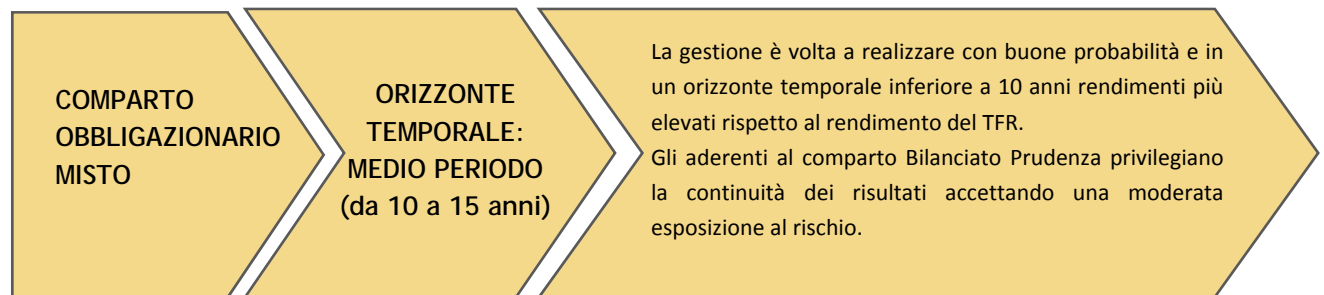 COMPARTO
OBBLIGAZIONARIO
MISTO
ORIZZONTE
TEMPORALE:
MEDIO PERIODO
(da 10 a 15 anni)
La gestione è volta a realizzare con buone probabilità e in
un orizzonte temporale inferiore a 10 anni rendimenti più
elevati rispetto al rendimento del TFR.
Gli aderenti al comparto Bilanciato Prudenza privilegiano
la continuità dei risultati accettando una moderata
esposizione al rischio.